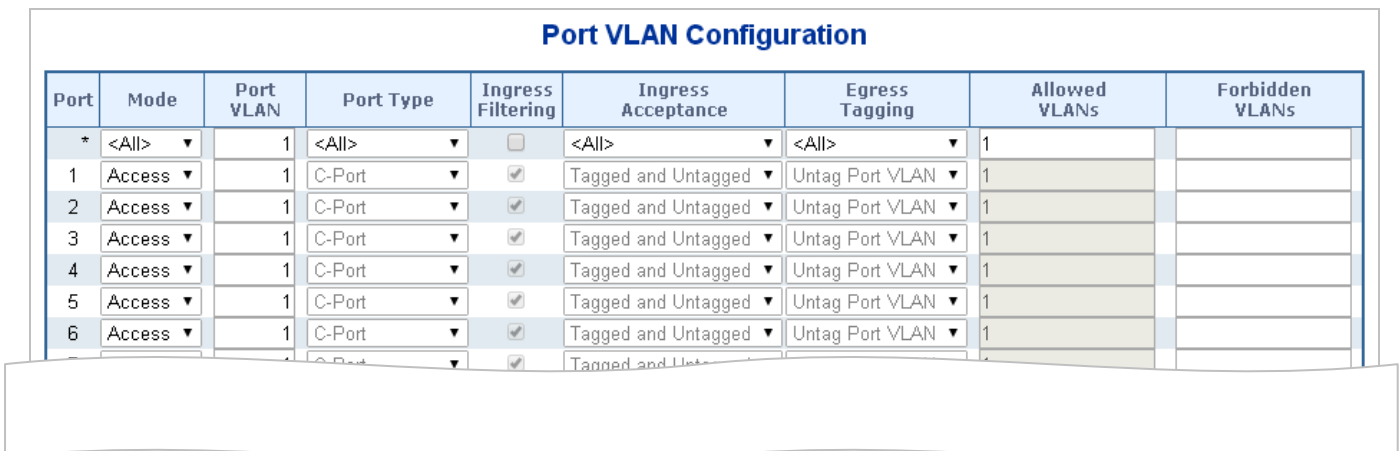 Port VLAN Configuration
Port Mode Port VLAN Port Type Ingress Filtering Ingress Acceptance Egress Tagging Allowed VLANs Forbidden VLANs
* <All> 1 <All> <All> <All> 1
1 Access 1 C-Port Tagged and Untagged Untag Port VLAN 1
2 Access 1 C-Port Tagged and Untagged Untag Port VLAN 1
3 Access 1 C-Port Tagged and Untagged Untag Port VLAN 1
4 Access 1 C-Port Tagged and Untagged Untag Port VLAN 1
5 Access 1 C-Port Tagged and Untagged Untag Port VLAN 1
6 Access 1 C-Port Tagged and Untagged Untag Port VLAN 1
Tagged and